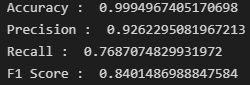 Accuracy :  0.9994967405170698
Precision :  0.9262295081967213
Recall :  0.7687074829931972
F1 Score :  0.8401486988847584